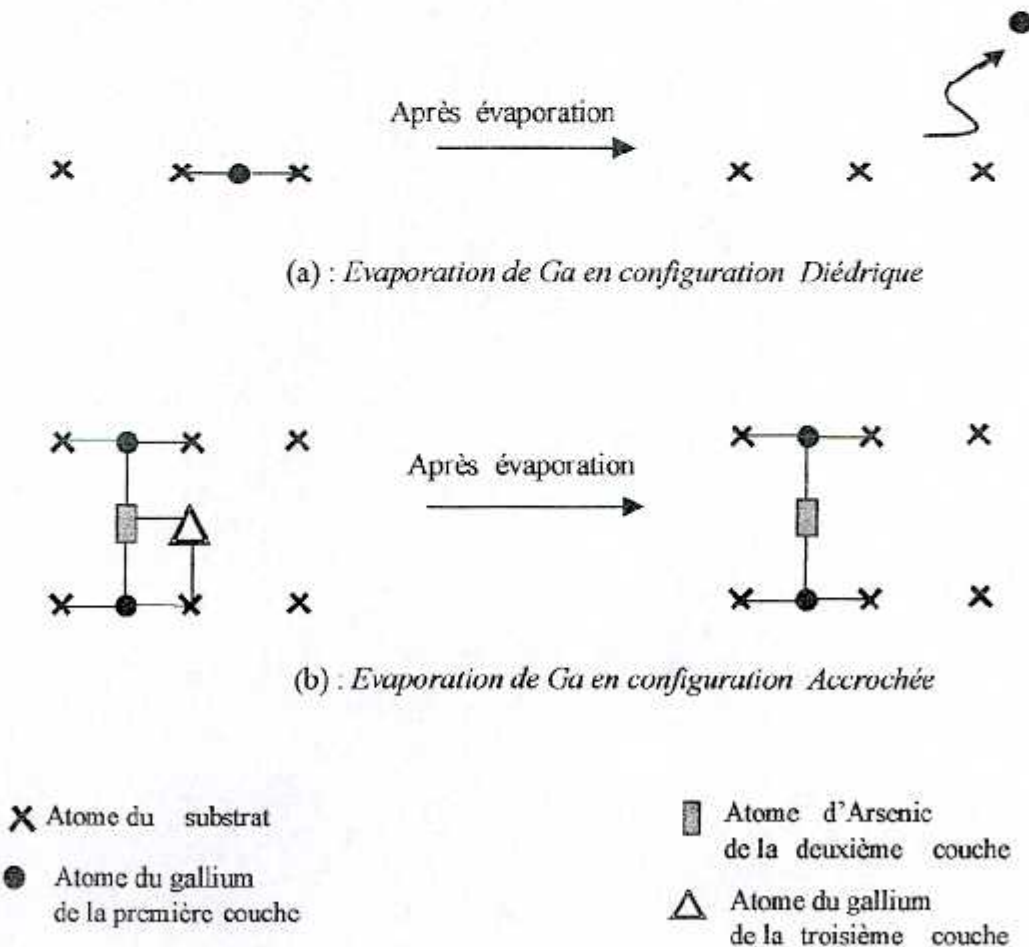 Après évaporation
(a) : Evaporation de Ga en configuration Diédrique
Après évaporation
(b) : Evaporation de Ga en configuration Accrochée
Atome du substrat
Atome du gallium
de la première couche
Atome d'Arsenic
de la deuxième couche
Atome du gallium
de la troisième couche